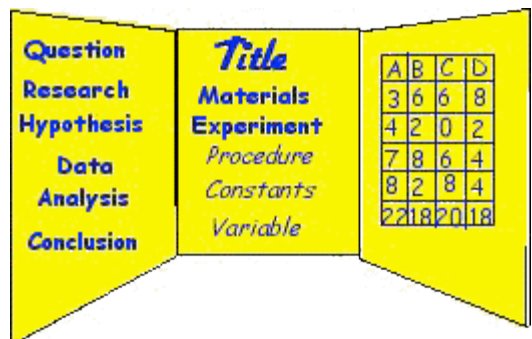 Question
Research
Hypothesis
Data
Analysis
Conclusion
Title
Materials
Experiment
Procedure
Constants
Variable
A B C D
3 6 6 8
4 2 0 2
7 8 6 4
8 2 8 4
22 18 20 18